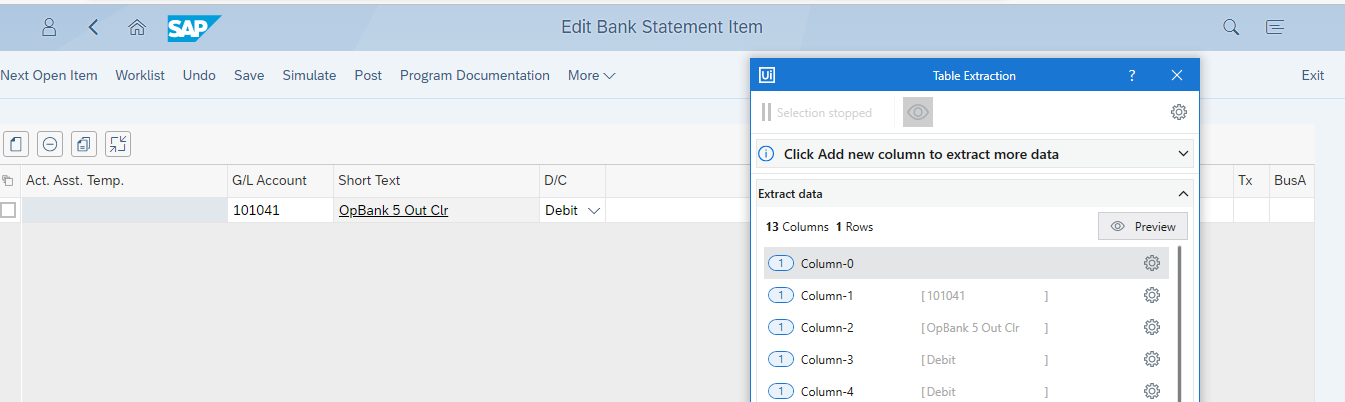 SAP Edit Bank Statement Item
Next Open Item Worklist Undo Save Simulate Post Program Documentation More Exit
Act. Asst. Temp. G/L Account Short Text D/C Tx BusA
101041 OpBank 5 Out Clr Debit
Ui Table Extraction ?
Selection stopped
Click Add new column to extract more data
Extract data
13 Columns 1 Rows Preview
1 Column-0
1 Column-1 [101041 ]
1 Column-2 [OpBank 5 Out Clr ]
1 Column-3 [Debit ]
1 Column-4 [Debit ]